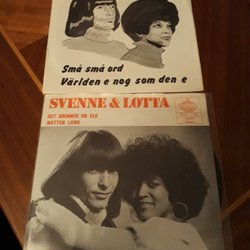 Små små ord
Världen e nog som den e
SVENNE & LOTTA
DET BRINNER EN ELD
NATTEN LÅNG